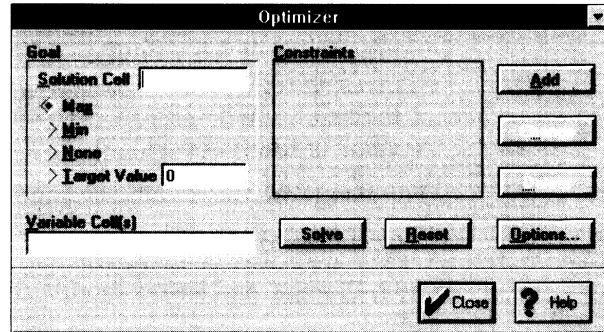 Optimizer
Goal
Solution Cell
Max
Min
None
Target Value 0
Variable Cell(s)
Constraints
Add
...
...
Solve
Reset
Options...
Close
? Help